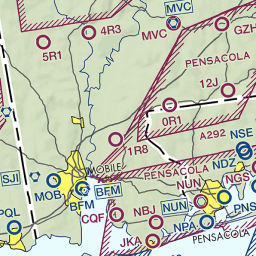 4R3
MVC
5R1
MVC
GZH
PENSACOLA
12J
0R1
A292
1R8
NSE
MOBILE
NDZ
PENSACOLA
SJI
MOB
BFM
BFM
NUN
NGS
CQF
NBJ
NUN
PNS
PQL
NPA
JKA
PENSACOLA